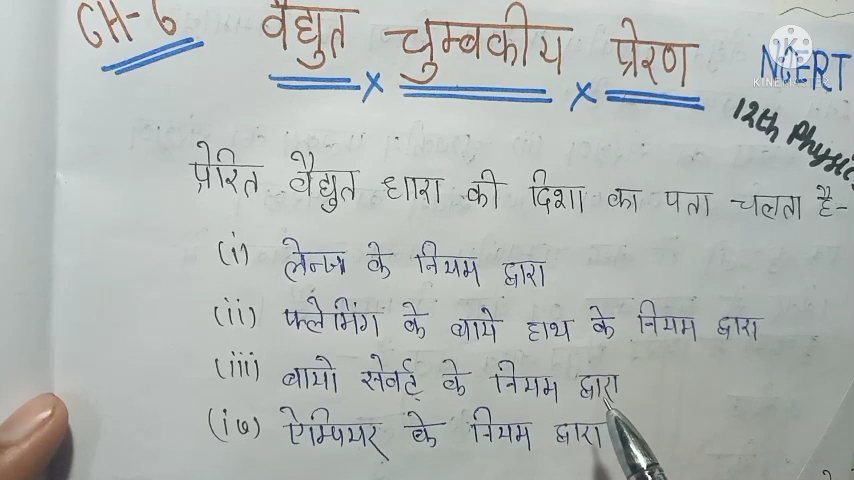 CH-6 वैद्युत चुम्बकीय प्रेरण NCERT
KINEMASTER
12th Physics
प्रेरित वैद्युत धारा की दिशा का पता चलता है-
(i) लेन्ज के नियम द्वारा
(ii) फ्लेमिंग के बायें हाथ के नियम द्वारा
(iii) बायो सेवर्ट के नियम द्वारा
(iv) ऐम्पियर के नियम द्वारा